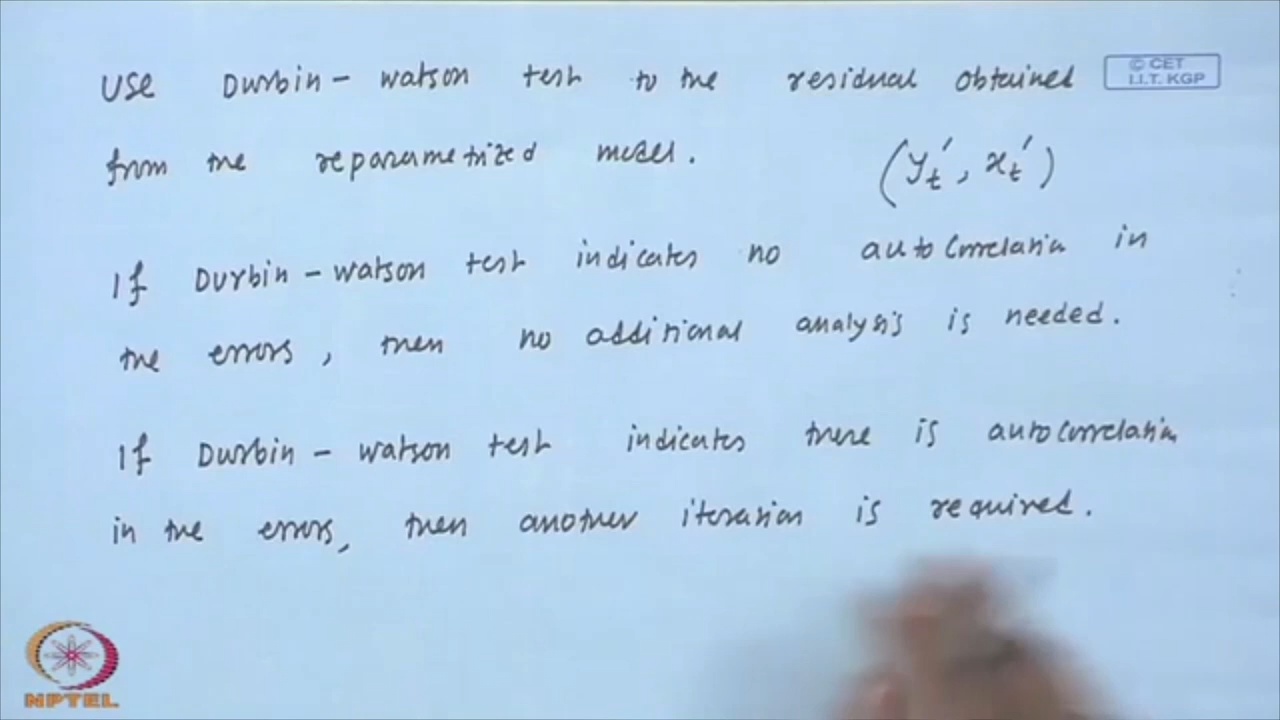 Use Durbin - Watson test to the residual obtained
from the reparametrized model. (y_t', x_t')
If Durbin - Watson test indicates no autocorrelation in
the errors, then no additional analysis is needed.
If Durbin - Watson test indicates there is autocorrelation
in the errors, then another iteration is required.
© CET
I.I.T. KGP
NPTEL